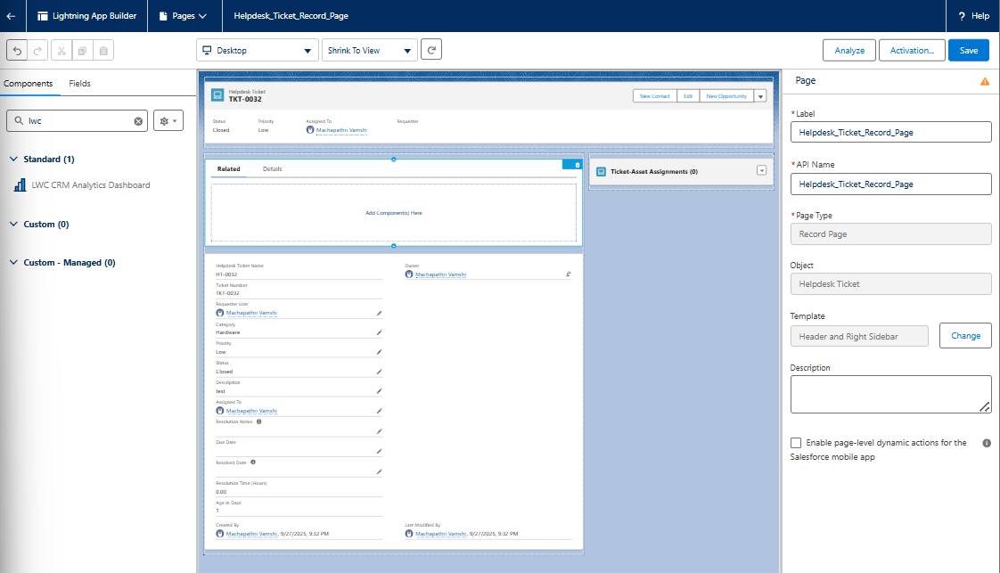 Lightning App Builder
Pages
Helpdesk_Ticket_Record_Page
? Help
Desktop
Shrink To View
Analyze
Activation...
Save
Components
Fields
lwc
Standard (1)
LWC CRM Analytics Dashboard
Custom (0)
Custom - Managed (0)
Helpdesk Ticket
TKT-0032
New Contact
Edit
New Opportunity
Status
Priority
Assigned To
Requester
Closed
Low
Machapathri Vamshi
Related
Details
Add Component(s) Here
Ticket-Asset Assignments (0)
Helpdesk Ticket Name
HT-0032
Owner
Machapathri Vamshi
Ticket Number
TKT-0032
Requester User
Machapathri Vamshi
Category
Hardware
Priority
Low
Status
Closed
Description
test
Assigned To
Machapathri Vamshi
Resolution Notes
Due Date
Resolved Date
Resolution Time (Hours)
0.00
Age in Days
1
Created By
Machapathri Vamshi, 9/27/2025, 9:32 PM
Last Modified By
Machapathri Vamshi, 9/27/2025, 9:32 PM
Page
*Label
Helpdesk_Ticket_Record_Page
*API Name
Helpdesk_Ticket_Record_Page
*Page Type
Record Page
Object
Helpdesk Ticket
Template
Header and Right Sidebar
Change
Description
Enable page-level dynamic actions for the
Salesforce mobile app